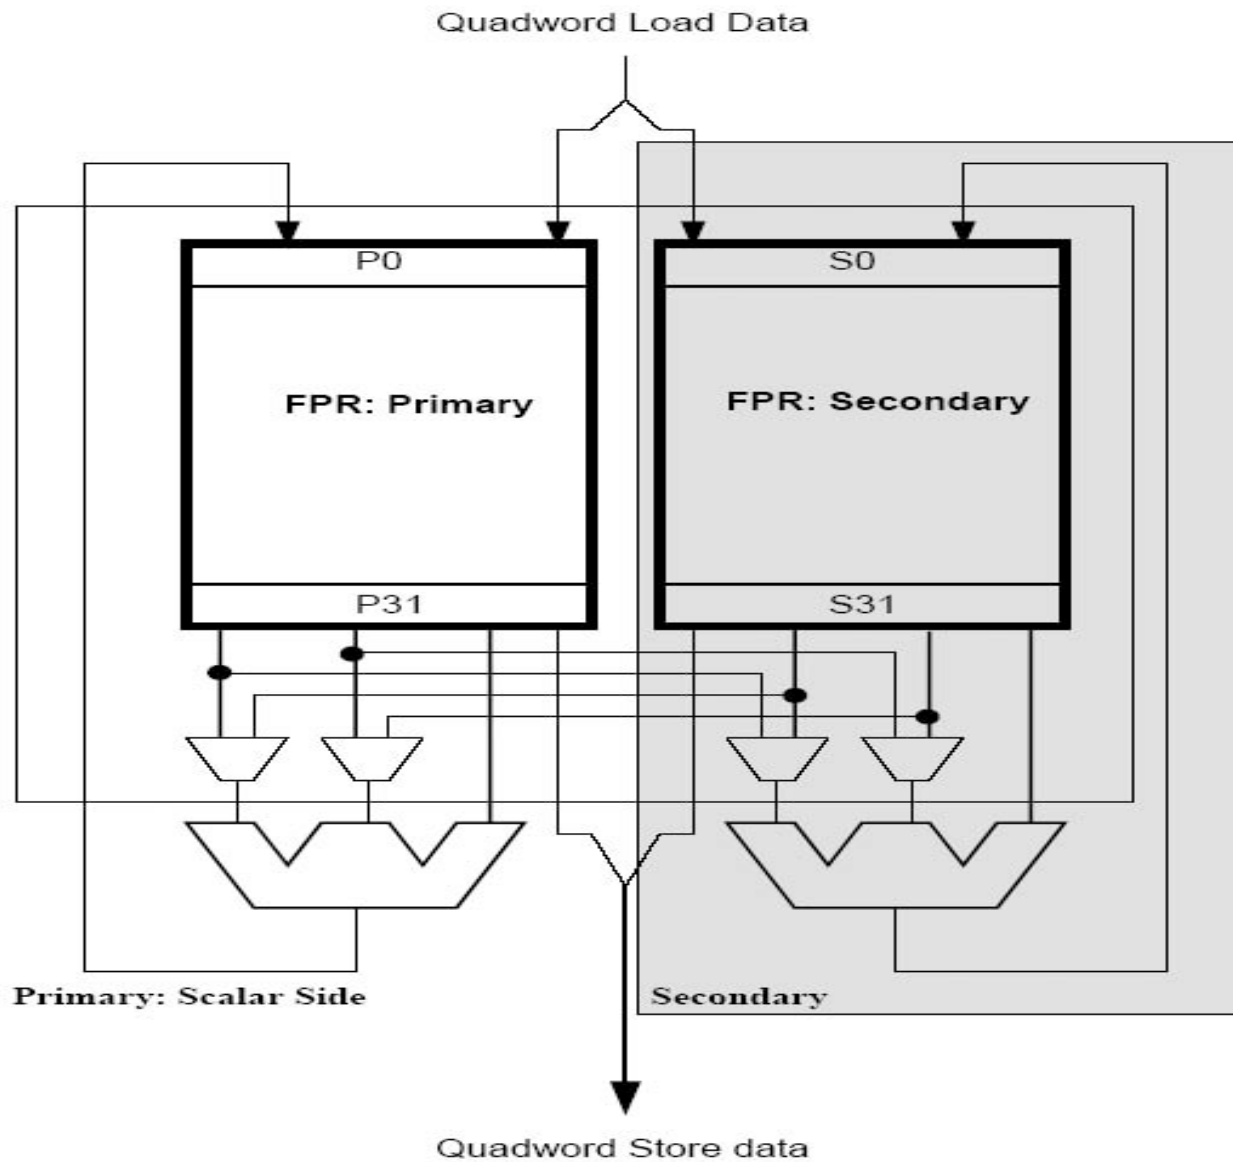 Quadword Load Data
P0
S0
FPR: Primary
FPR: Secondary
P31
S31
Primary: Scalar Side
Secondary
Quadword Store data